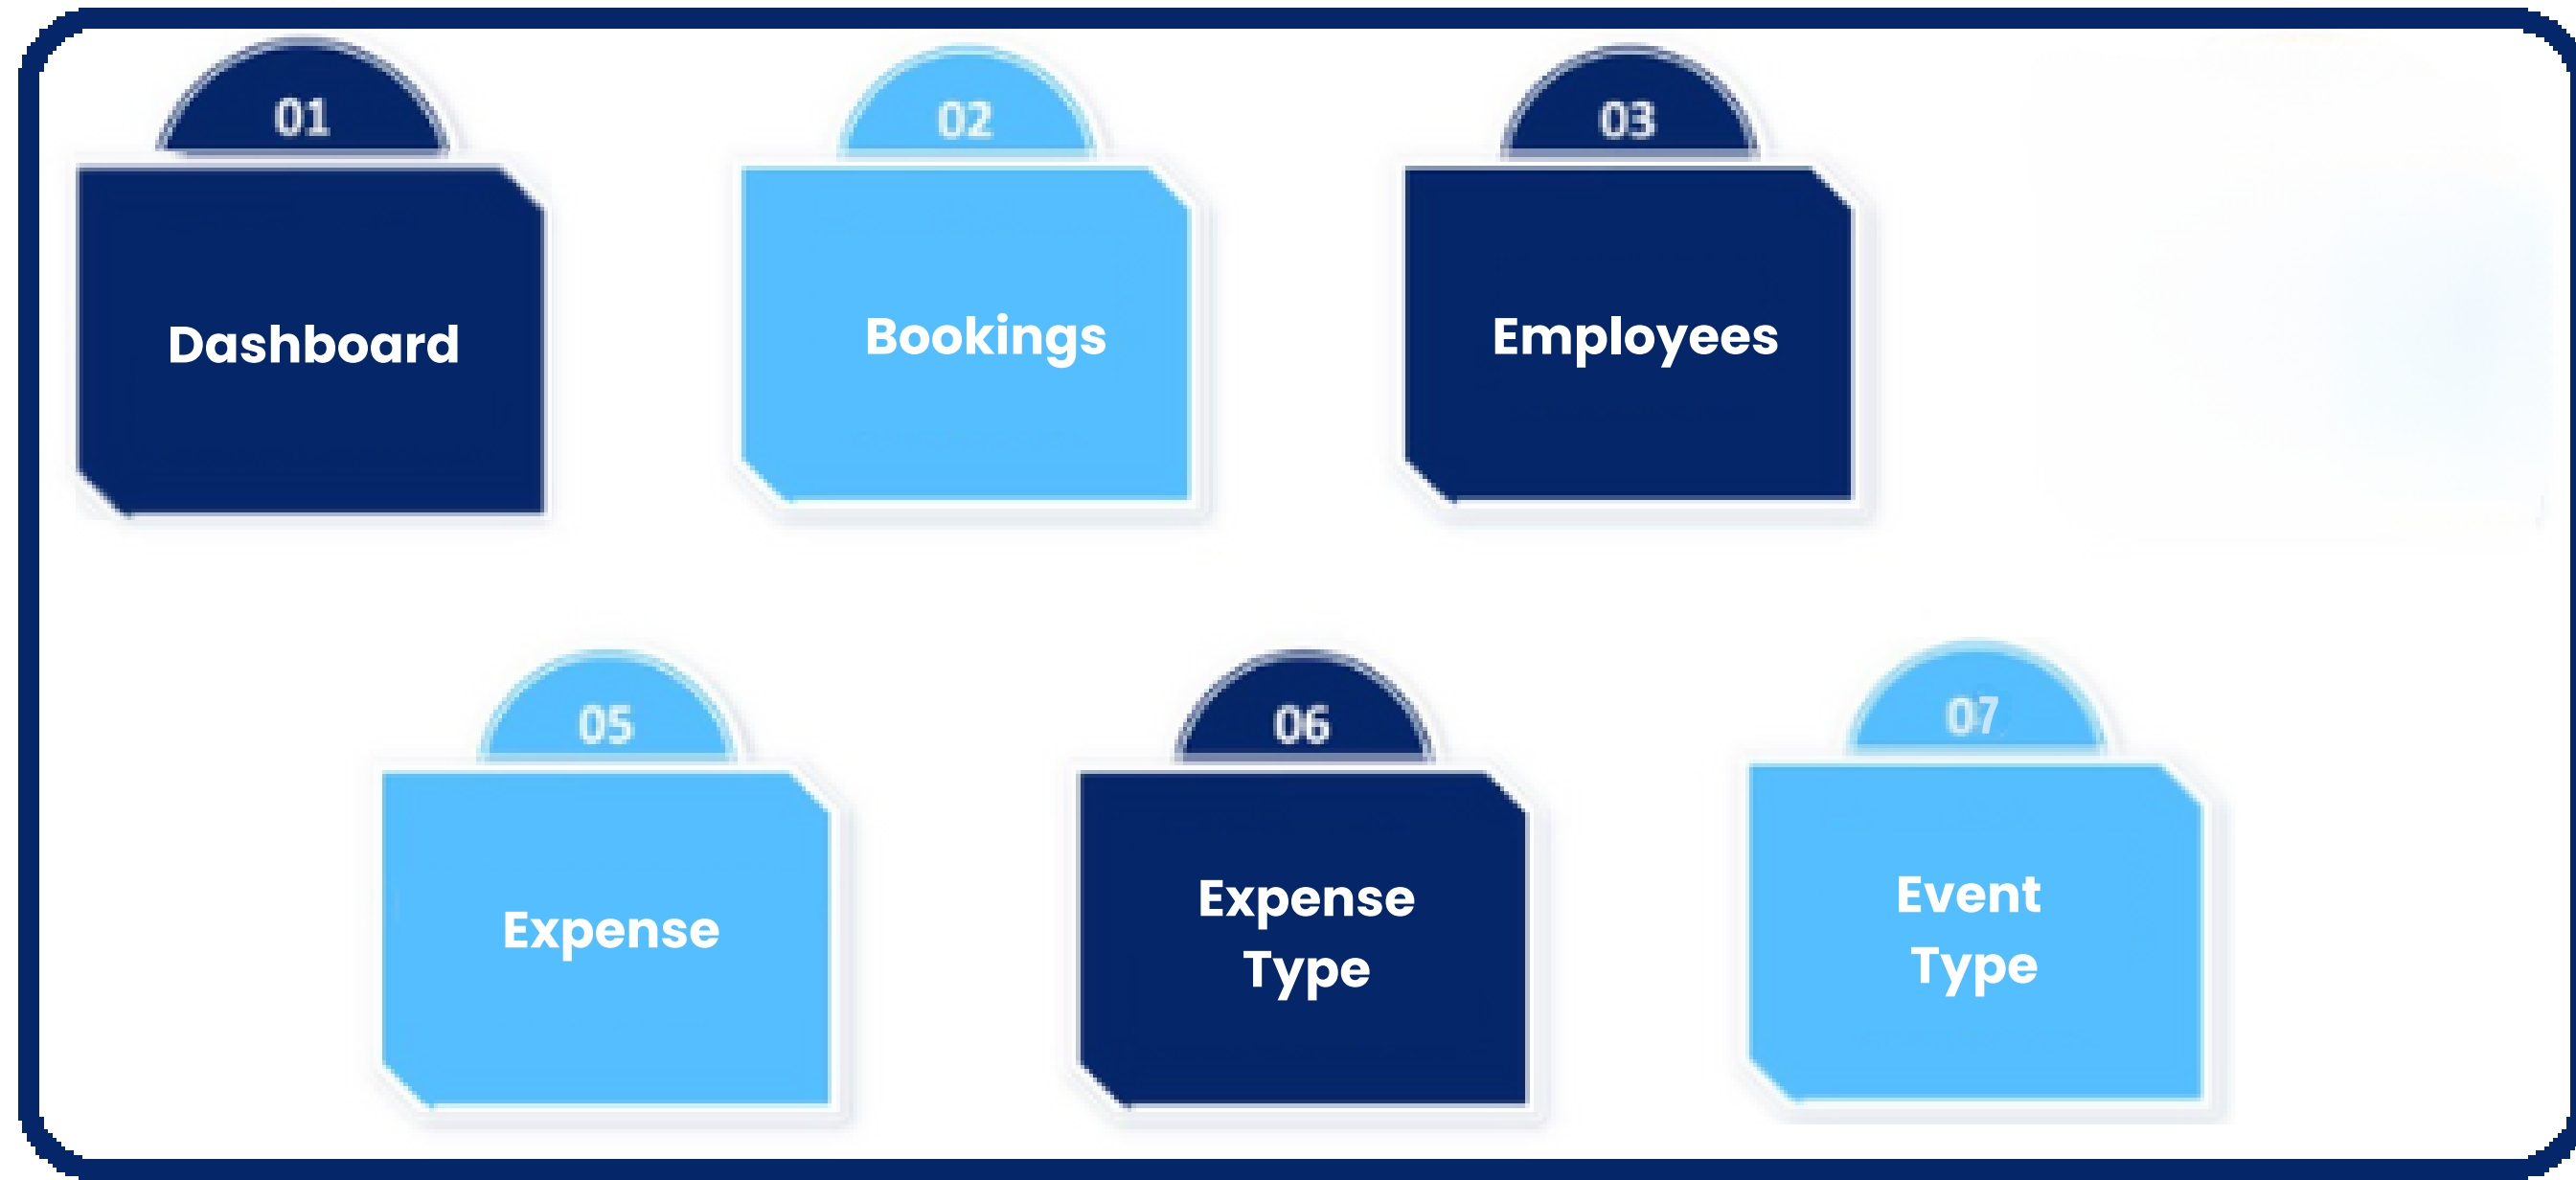 01
Dashboard
02
Bookings
03
Employees
05
Expense
06
Expense
Type
07
Event
Type